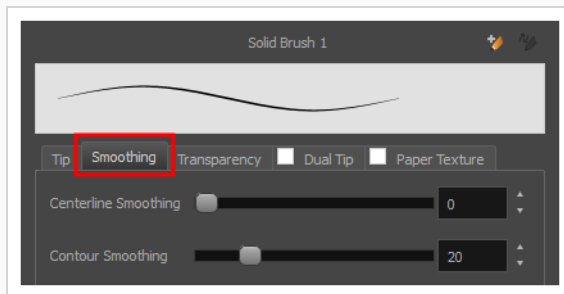 Solid Brush 1
Tip Smoothing Transparency Dual Tip Paper Texture
Centerline Smoothing 0
Contour Smoothing 20